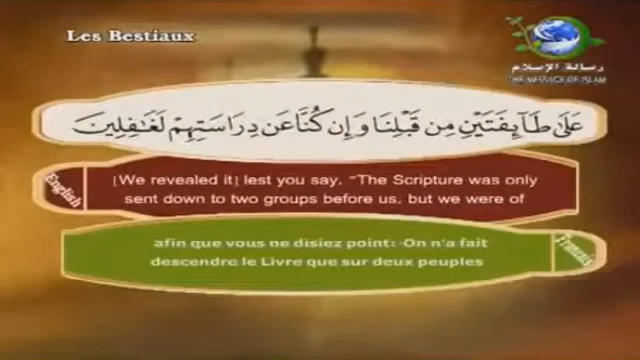 Les Bestiaux
رسالة الإسلام
THE MESSAGE OF ISLAM
عَلَىٰ طَآئِفَتَيْنِ مِن قَبْلِنَا وَإِن كُنَّا عَن دِرَاسَتِهِمْ لَغَٰفِلِينَ
English
[We revealed it] lest you say, "The Scripture was only
sent down to two groups before us, but we were of
afin que vous ne disiez point: ·On n'a fait
descendre le Livre que sur deux peuples
Francais